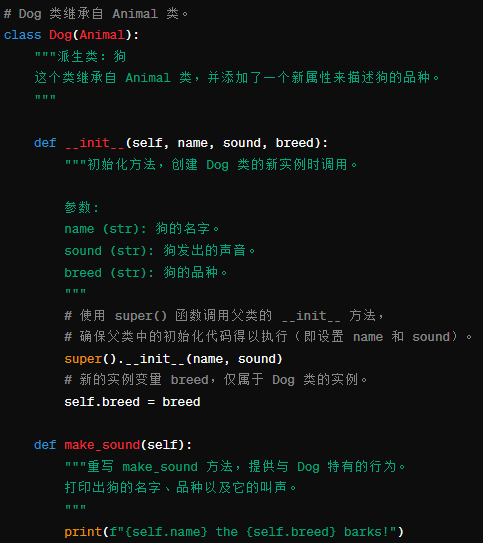 # Dog 类继承自 Animal 类。
class Dog(Animal):
    """派生类: 狗
    这个类继承自 Animal 类，并添加了一个新属性来描述狗的品种。
    """

    def __init__(self, name, sound, breed):
        """初始化方法，创建 Dog 类的新实例时调用。

        参数:
        name (str): 狗的名字。
        sound (str): 狗发出的声音。
        breed (str): 狗的品种。
        """
        # 使用 super() 函数调用父类的 __init__ 方法，
        # 确保父类中的初始化代码得以执行（即设置 name 和 sound）。
        super().__init__(name, sound)
        # 新的实例变量 breed，仅属于 Dog 类的实例。
        self.breed = breed

    def make_sound(self):
        """重写 make_sound 方法，提供与 Dog 特有的行为。
        打印出狗的名字、品种以及它的叫声。
        """
        print(f"{self.name} the {self.breed} barks!")